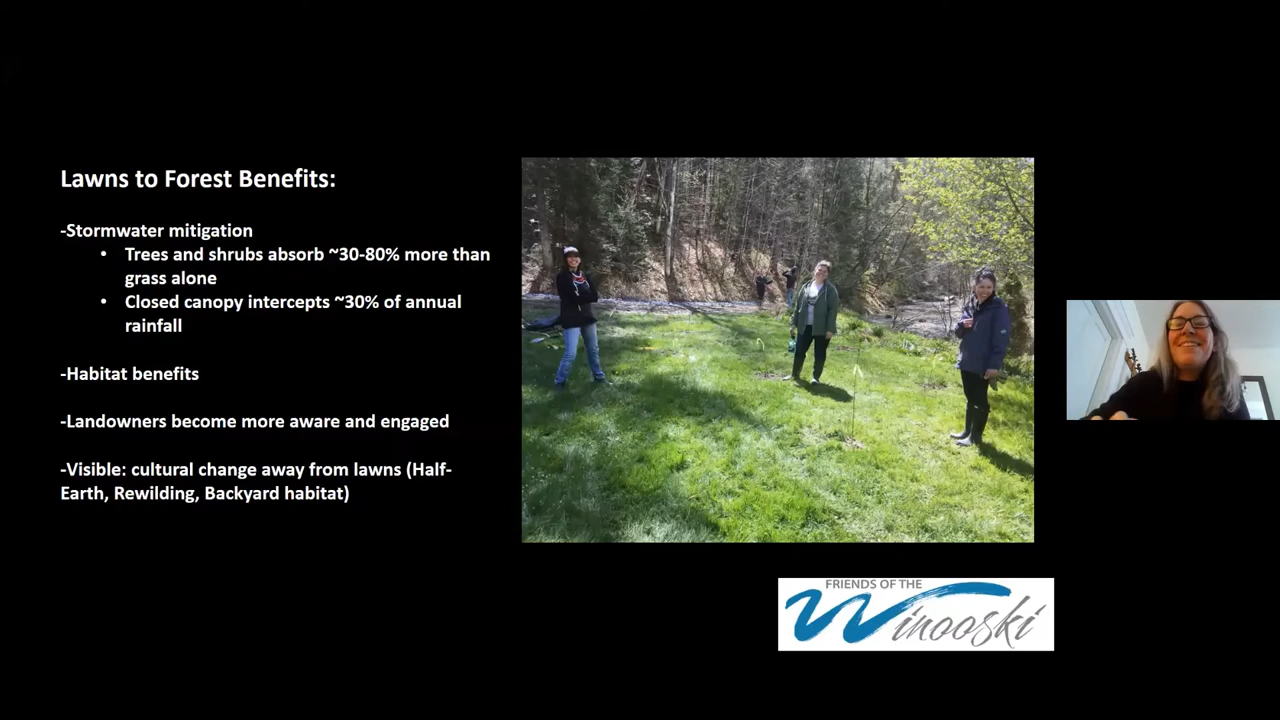 Lawns to Forest Benefits:
-Stormwater mitigation
• Trees and shrubs absorb ~30-80% more than
grass alone
• Closed canopy intercepts ~30% of annual
rainfall
-Habitat benefits
-Landowners become more aware and engaged
-Visible: cultural change away from lawns (Half-
Earth, Rewilding, Backyard habitat)
FRIENDS OF THE
Winooski